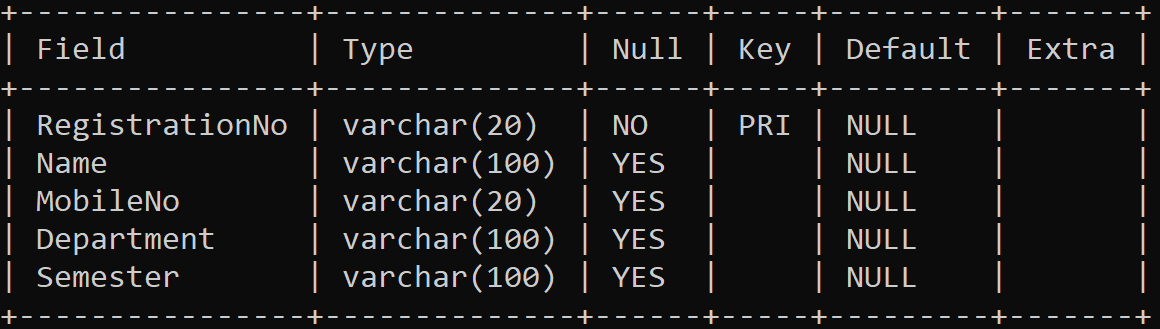 +----------------+--------------+------+-----+---------+-------+
| Field          | Type         | Null | Key | Default | Extra |
+----------------+--------------+------+-----+---------+-------+
| RegistrationNo | varchar(20)  | NO   | PRI | NULL    |       |
| Name           | varchar(100) | YES  |     | NULL    |       |
| MobileNo       | varchar(20)  | YES  |     | NULL    |       |
| Department     | varchar(100) | YES  |     | NULL    |       |
| Semester       | varchar(100) | YES  |     | NULL    |       |
+----------------+--------------+------+-----+---------+-------+